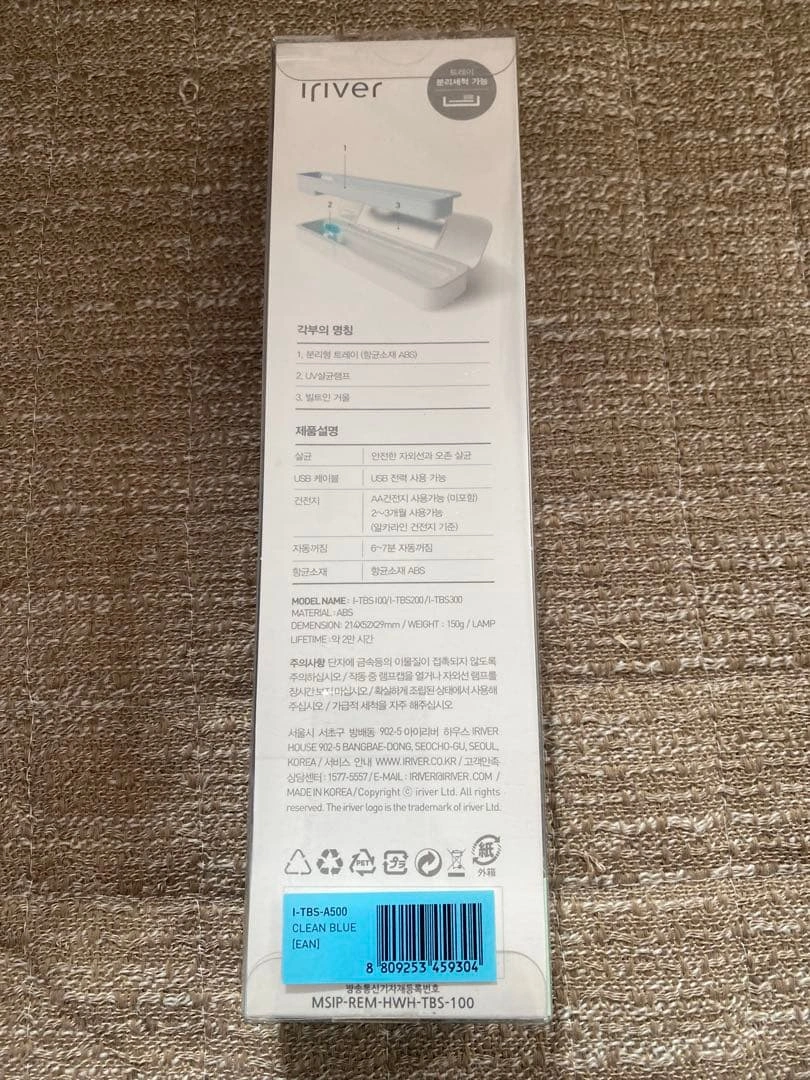 iriver
트레이
분리세척 가능
1
2
3
각부의 명칭
1. 분리형 트레이 (항균소재 ABS)
2. UV살균램프
3. 빌트인 거울
제품설명
살균 안전한 자외선과 오존 살균
USB 케이블 USB 전력 사용 가능
건전지 AA건전지 사용가능 (미포함)
2~3개월 사용가능
(알카라인 건전지 기준)
자동꺼짐 6~7분 자동꺼짐
항균소재 항균소재 ABS
MODEL NAME : I-TBS100/I-TBS200/I-TBS300
MATERIAL : ABS
DEMENSION: 214X52X29mm / WEIGHT : 150g / LAMP
LIFETIME : 약 2만 시간
주의사항 단자에 금속등의 이물질이 접촉되지 않도록
주의하십시오 / 작동 중 램프캡을 열거나 자외선 램프를
장시간 마십시오 / 확실하게 조립된 상태에서 사용해
주십시오 / 가급적 세척을 자주 해주십시오
서울시 서초구 방배동 902-5 아이리버 하우스 IRIVER
HOUSE 902-5 BANGBAE-DONG, SEOCHO-GU, SEOUL,
KOREA / 서비스 안내 WWW.IRIVER.CO.KR / 고객만족
상담센터 : 1577-5557 / E-MAIL : IRIVER@IRIVER.COM /
MADE IN KOREA / Copyright ⓒ iriver Ltd. All rights
reserved. The iriver logo is the trademark of iriver Ltd.
PET
プラ
紙
外箱
I-TBS-A500
CLEAN BLUE
[EAN]
8 809253 459304
방송통신기자재등록번호
MSIP-REM-HWH-TBS-100